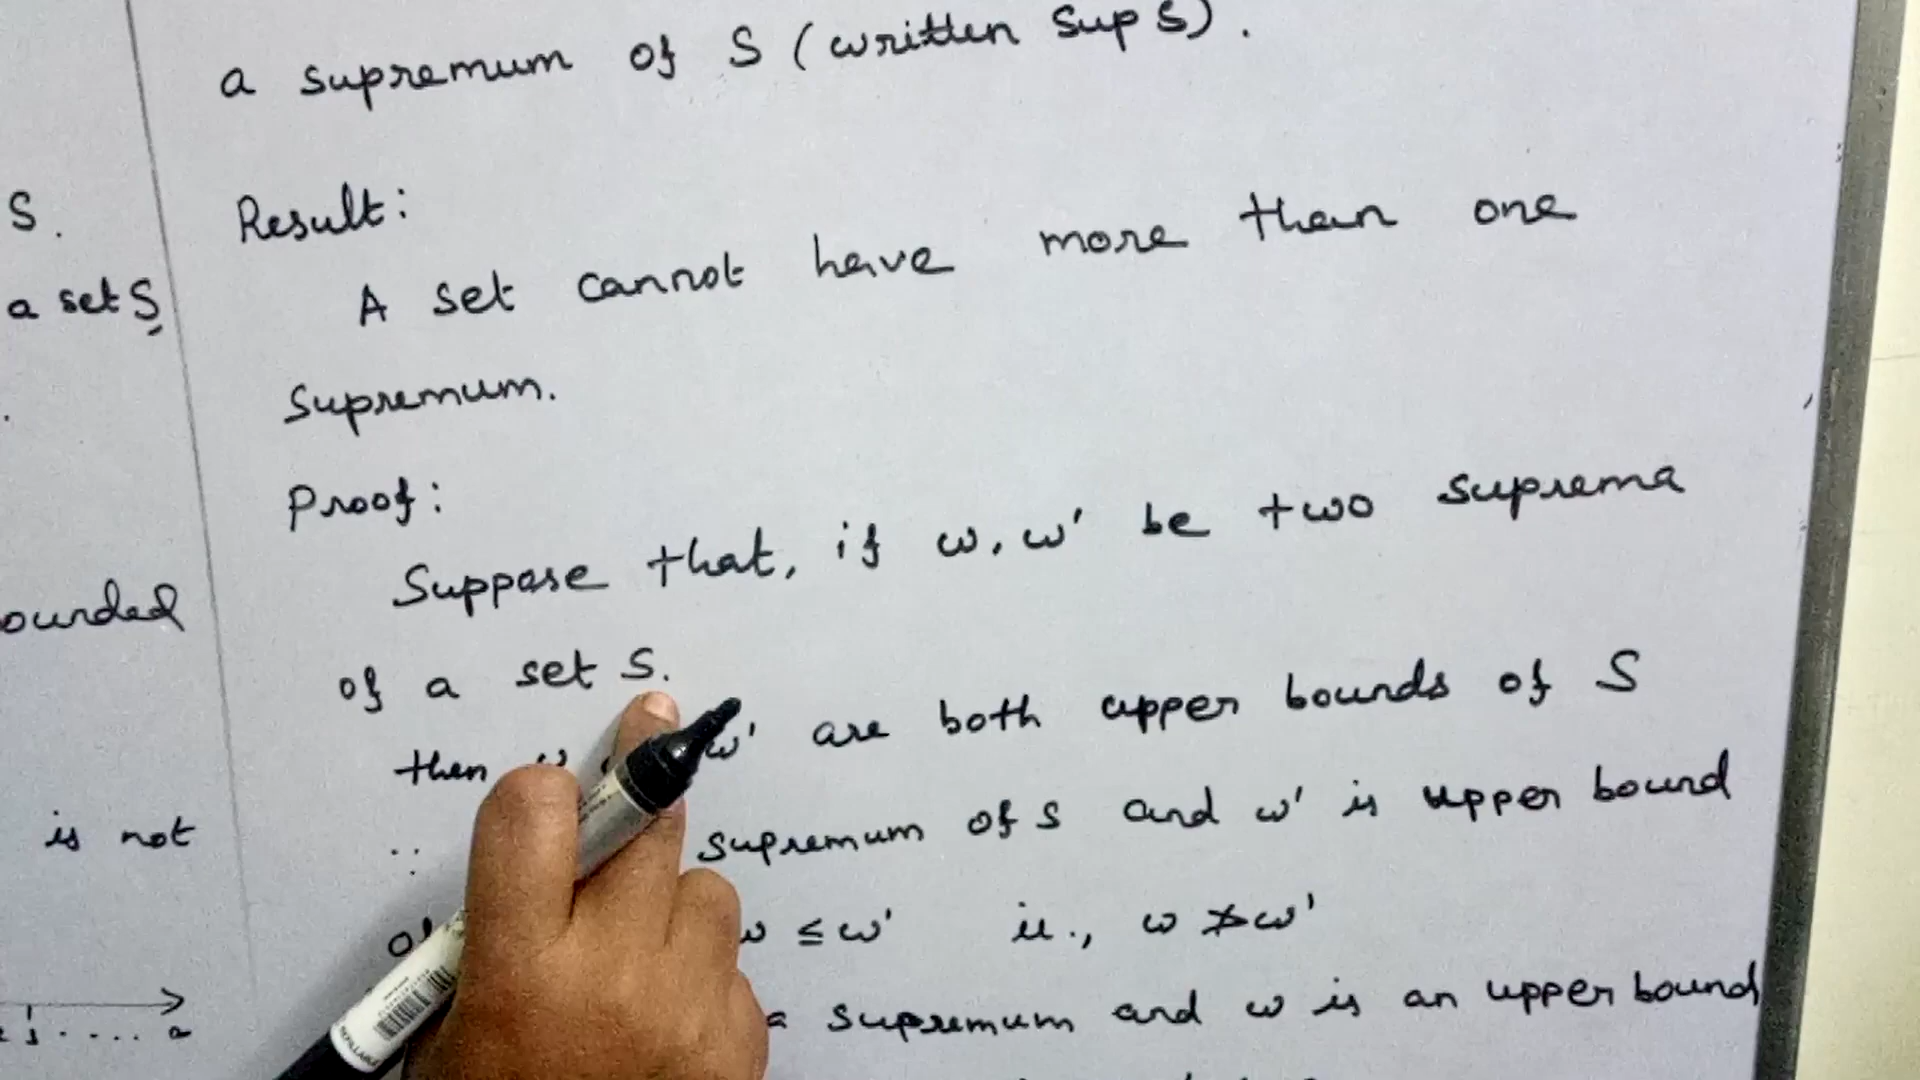 a supremum of S (written Sup S).
S.
Result:
a set S
A set cannot have more than one
Supremum.
Proof:
Suppose that, if ω, ω' be two suprema
ounded
of a set S.
then ω ω' are both upper bounds of S
is not
∴ supremum of S and ω' is upper bound
ω ≤ ω' ie., ω ≯ ω'
a supremum and ω is an upper bound
REFILLABLE